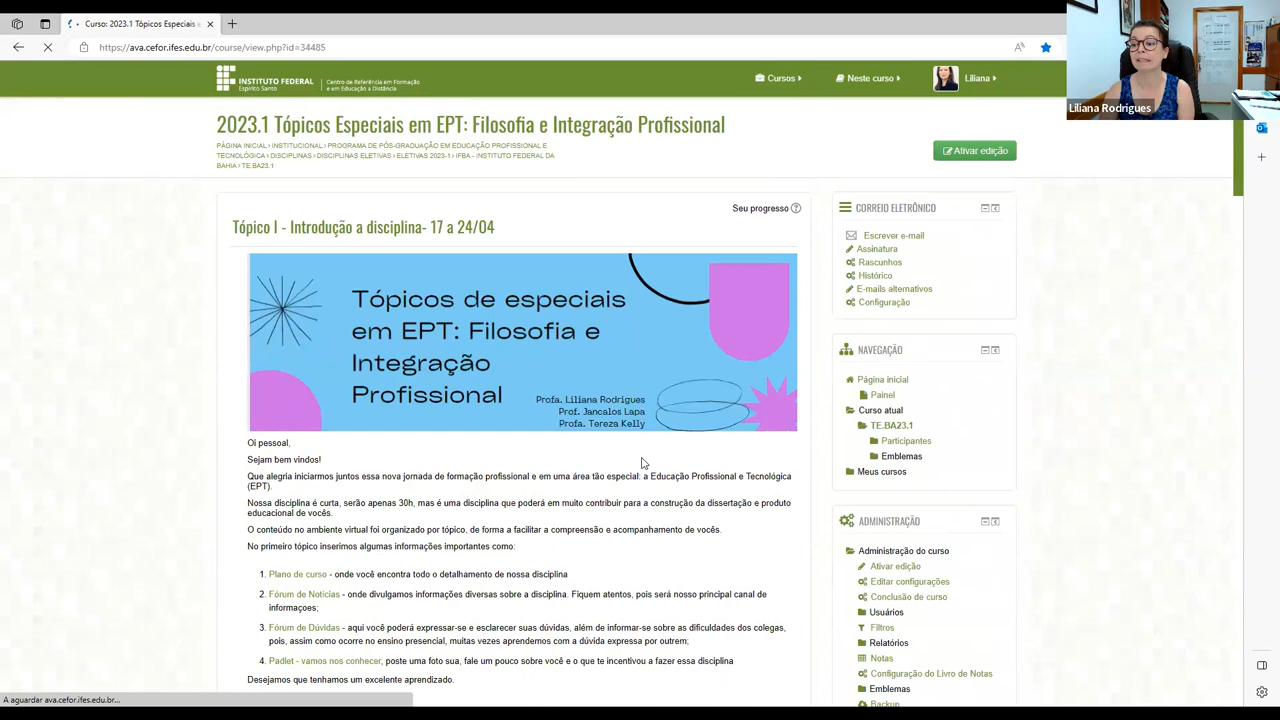 Curso: 2023.1 Tópicos Especiais e
https://ava.cefor.ifes.edu.br/course/view.php?id=34485
INSTITUTO FEDERAL
Espírito Santo
Centro de Referência em Formação
e em Educação a Distância
Cursos
Neste curso
Liliana
Liliana Rodrigues
2023.1 Tópicos Especiais em EPT: Filosofia e Integração Profissional
PÁGINA INICIAL › INSTITUCIONAL › PROGRAMA DE PÓS-GRADUAÇÃO EM EDUCAÇÃO PROFISSIONAL E
TECNOLÓGICA › DISCIPLINAS › DISCIPLINAS ELETIVAS › ELETIVAS 2023-1 › IFBA - INSTITUTO FEDERAL DA
BAHIA › TE.BA23.1
Ativar edição
Seu progresso
Tópico I - Introdução a disciplina- 17 a 24/04
Tópicos de especiais
em EPT: Filosofia e
Integração
Profissional
Profa. Liliana Rodrigues
Prof. Jancalos Lapa
Profa. Tereza Kelly
Oi pessoal,
Sejam bem vindos!
Que alegria iniciarmos juntos essa nova jornada de formação profissional e em uma área tão especial: a Educação Profissional e Tecnológica
(EPT).
Nossa disciplina é curta, serão apenas 30h, mas é uma disciplina que poderá em muito contribuir para a construção da dissertação e produto
educacional de vocês.
O conteúdo no ambiente virtual foi organizado por tópico, de forma a facilitar a compreensão e acompanhamento de vocês.
No primeiro tópico inserimos algumas informações importantes como:
1. Plano de curso - onde você encontra todo o detalhamento de nossa disciplina
2. Fórum de Notícias - onde divulgamos informações diversas sobre a disciplina. Fiquem atentos, pois será nosso principal canal de
informaçoes;
3. Fórum de Dúvidas - aqui você poderá expressar-se e esclarecer suas dúvidas, além de informar-se sobre as dificuldades dos colegas,
pois, assim como ocorre no ensino presencial, muitas vezes aprendemos com a dúvida expressa por outrem;
4. Padlet - vamos nos conhecer, poste uma foto sua, fale um pouco sobre você e o que te incentivou a fazer essa disciplina
Desejamos que tenhamos um excelente aprendizado.
CORREIO ELETRÔNICO
Escrever e-mail
Assinatura
Rascunhos
Histórico
E-mails alternativos
Configuração
NAVEGAÇÃO
Página inicial
Painel
Curso atual
TE.BA23.1
Participantes
Emblemas
Meus cursos
ADMINISTRAÇÃO
Administração do curso
Ativar edição
Editar configurações
Conclusão de curso
Usuários
Filtros
Relatórios
Notas
Configuração do Livro de Notas
Emblemas
Backup
A aguardar ava.cefor.ifes.edu.br...